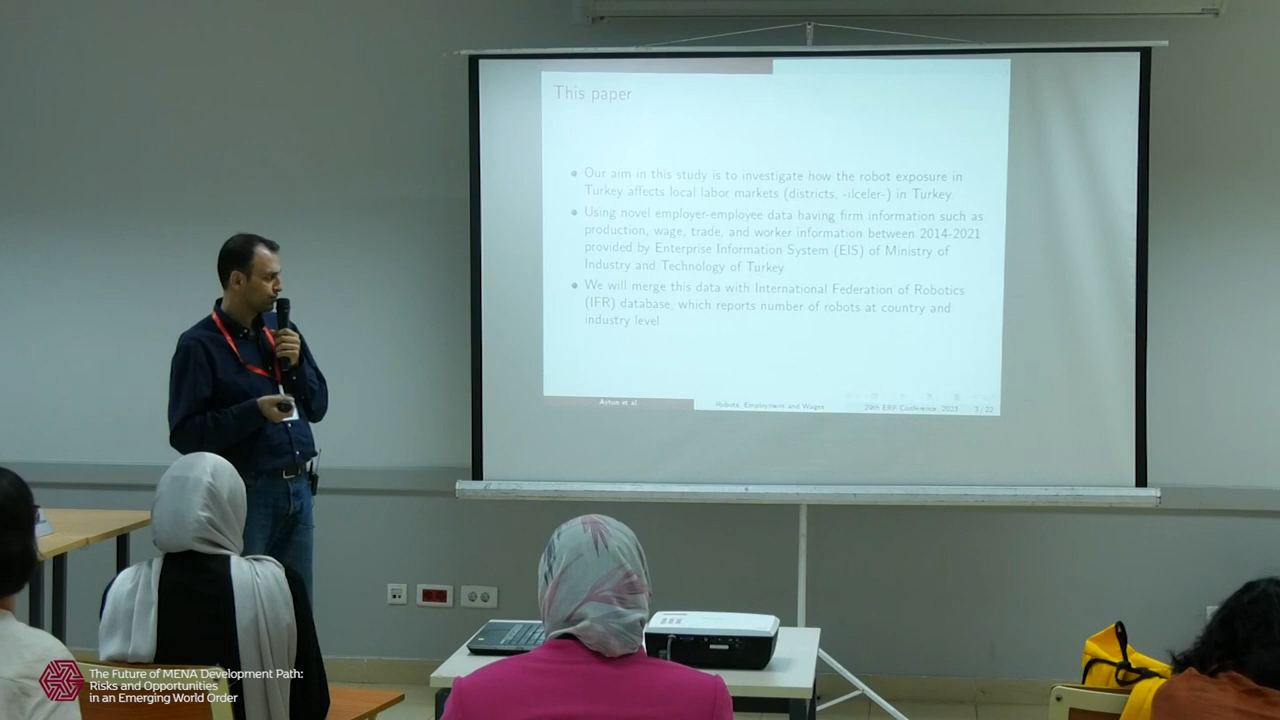 This paper
Our aim in this study is to investigate how the robot exposure in
Turkey affects local labor markets (districts, -ilceler-) in Turkey.
Using novel employer-employee data having firm information such as
production, wage, trade, and worker information between 2014-2021
provided by Enterprise Information System (EIS) of Ministry of
Industry and Technology of Turkey
We will merge this data with International Federation of Robotics
(IFR) database, which reports number of robots at country and
industry level
Aytun et al
Robots, Employment and Wages
29th ERF Conference, 2023
3 / 22
The Future of MENA Development Path:
Risks and Opportunities
in an Emerging World Order